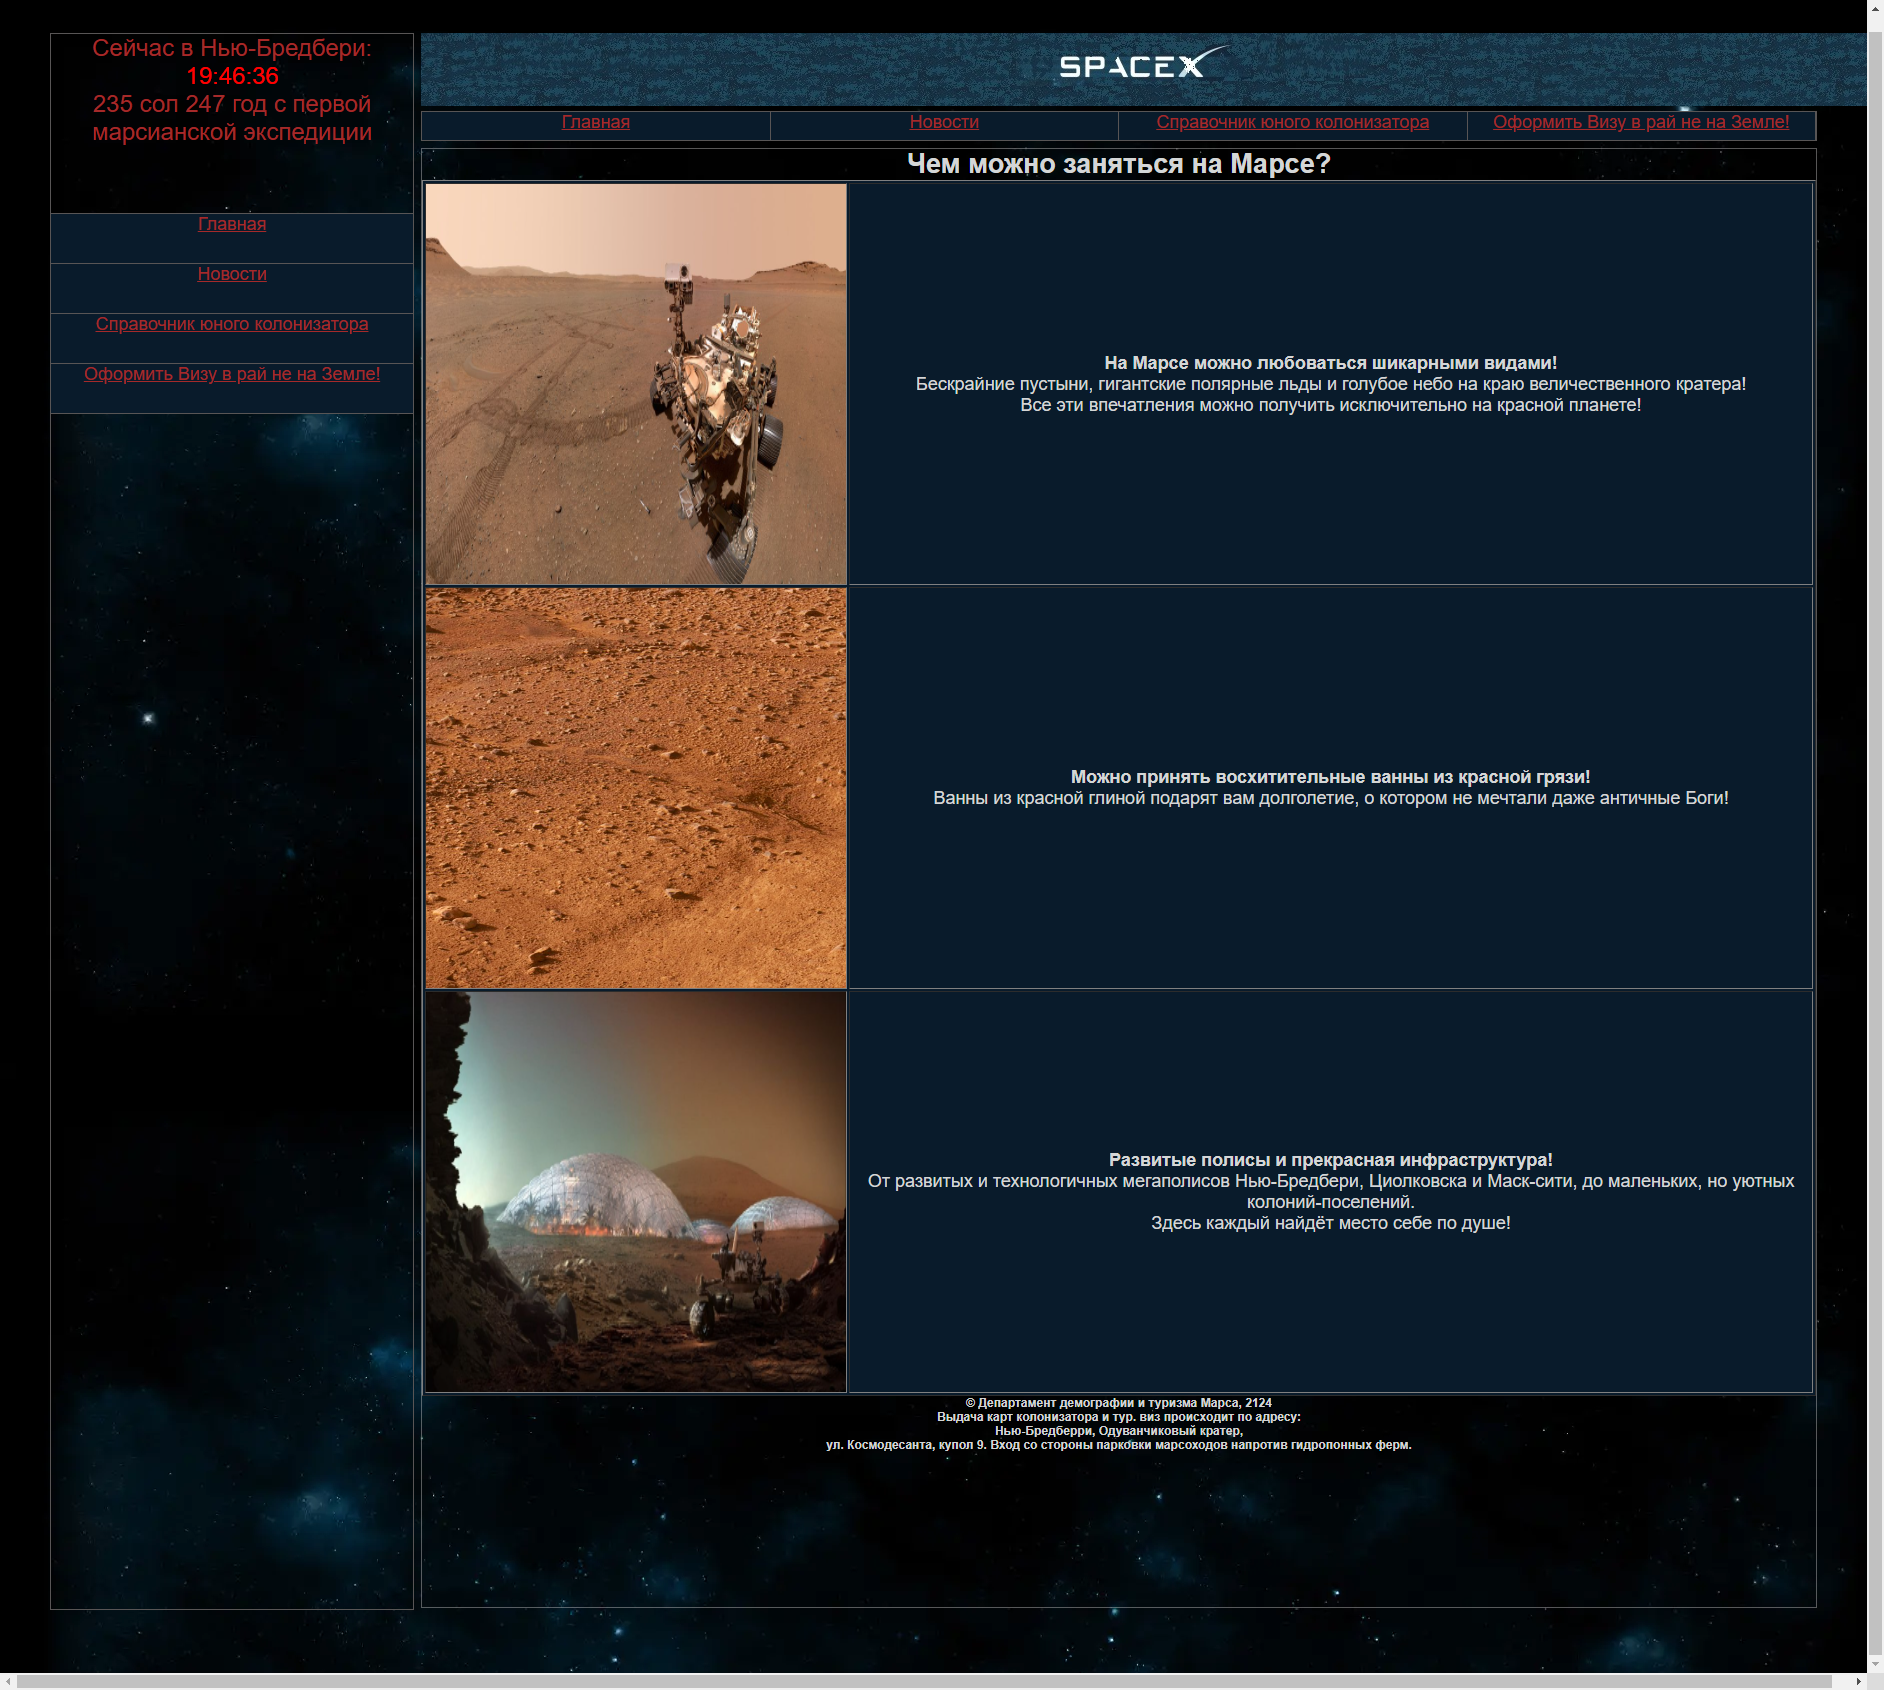 Сейчас в Нью-Бредбери:
19:46:36
235 сол 247 год с первой
марсианской экспедиции
Главная
Новости
Справочник юного колонизатора
Оформить Визу в рай не на Земле!
SPACEX
Главная
Новости
Справочник юного колонизатора
Оформить Визу в рай не на Земле!
Чем можно заняться на Марсе?
На Марсе можно любоваться шикарными видами!
Бескрайние пустыни, гигантские полярные льды и голубое небо на краю величественного кратера!
Все эти впечатления можно получить исключительно на красной планете!
Можно принять восхитительные ванны из красной грязи!
Ванны из красной глиной подарят вам долголетие, о котором не мечтали даже античные Боги!
Развитые полисы и прекрасная инфраструктура!
От развитых и технологичных мегаполисов Нью-Бредбери, Циолковска и Маск-сити, до маленьких, но уютных
колоний-поселений.
Здесь каждый найдёт место себе по душе!
© Департамент демографии и туризма Марса, 2124
Выдача карт колонизатора и тур. виз происходит по адресу:
Нью-Бредберри, Одуванчиковый кратер,
ул. Космодесанта, купол 9. Вход со стороны парковки марсоходов напротив гидропонных ферм.